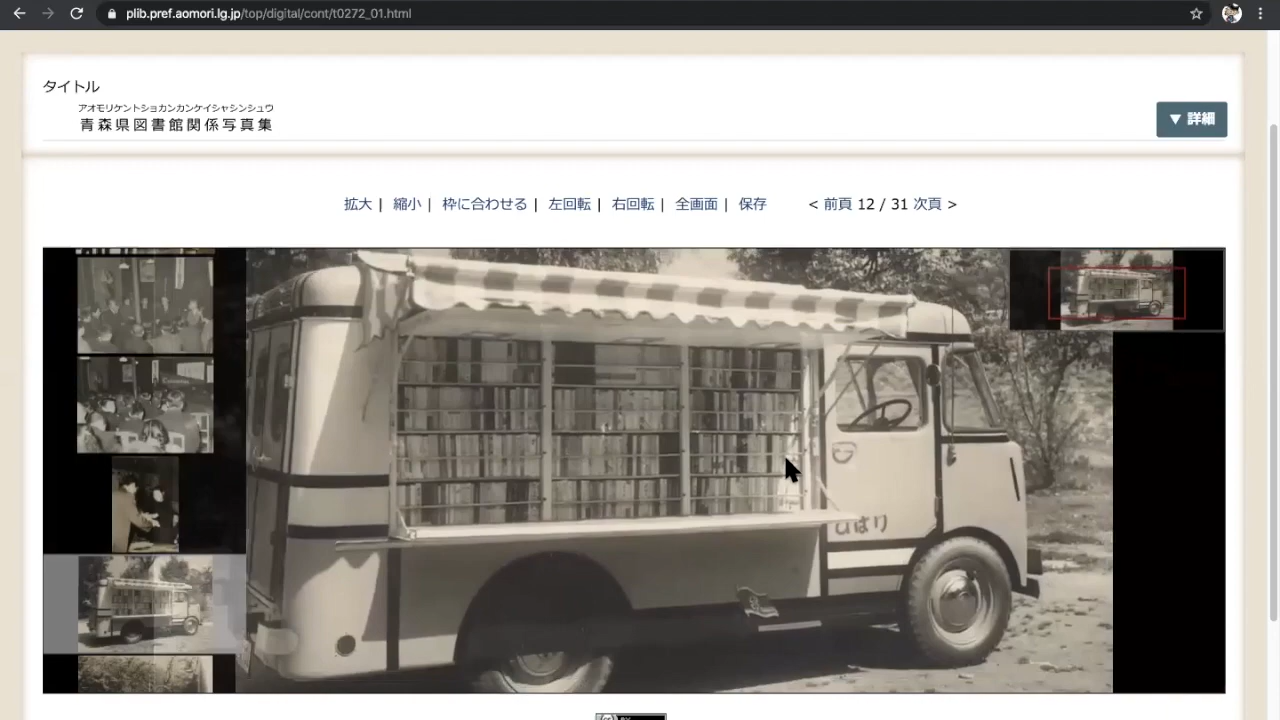 plib.pref.aomori.lg.jp/top/digital/cont/t0272_01.html
タイトル
アオモリケントショカンカンケイシャシンシュウ
青森県図書館関係写真集
▼ 詳細
拡大 | 縮小 | 枠に合わせる | 左回転 | 右回転 | 全画面 | 保存 < 前頁 12 / 31 次頁 >
ひばり